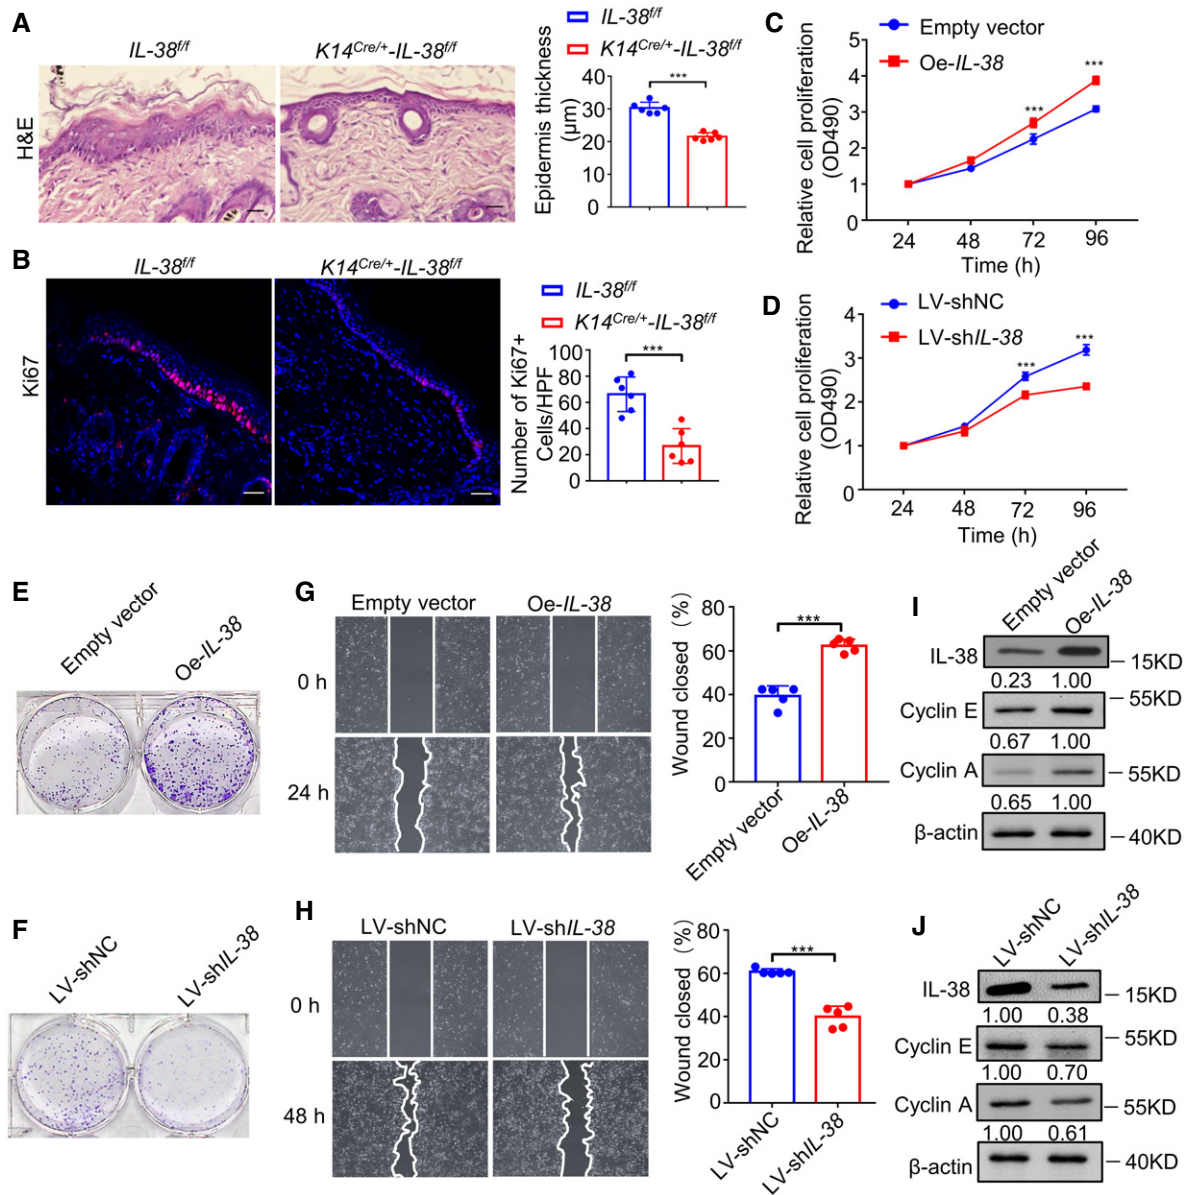 A
IL-38f/f
K14Cre/+-IL-38f/f
H&E
IL-38f/f
K14Cre/+-IL-38f/f
Epidermis thickness
(μm)
40
30
20
10
0
***
C
Empty vector
Oe-IL-38
Relative cell proliferation
(OD490)
5
4
3
2
1
0
***
***
24 48 72 96
Time (h)
B
IL-38f/f
K14Cre/+-IL-38f/f
Ki67
IL-38f/f
K14Cre/+-IL-38f/f
Number of Ki67+
Cells/HPF
100
80
60
40
20
0
***
D
LV-shNC
LV-shIL-38
Relative cell proliferation
(OD490)
4
3
2
1
0
***
***
24 48 72 96
Time (h)
E
Empty vector
Oe-IL-38
G
Empty vector
Oe-IL-38
0 h
24 h
Wound closed (%)
80
60
40
20
0
***
Empty vector
Oe-IL-38
I
Empty vector
Oe-IL-38
IL-38
15KD
0.23 1.00
Cyclin E
55KD
0.67 1.00
Cyclin A
55KD
0.65 1.00
β-actin
40KD
F
LV-shNC
LV-shIL-38
H
LV-shNC
LV-shIL-38
0 h
48 h
Wound closed (%)
80
60
40
20
0
***
LV-shNC
LV-shIL-38
J
LV-shNC
LV-shIL-38
IL-38
15KD
1.00 0.38
Cyclin E
55KD
1.00 0.70
Cyclin A
55KD
1.00 0.61
β-actin
40KD